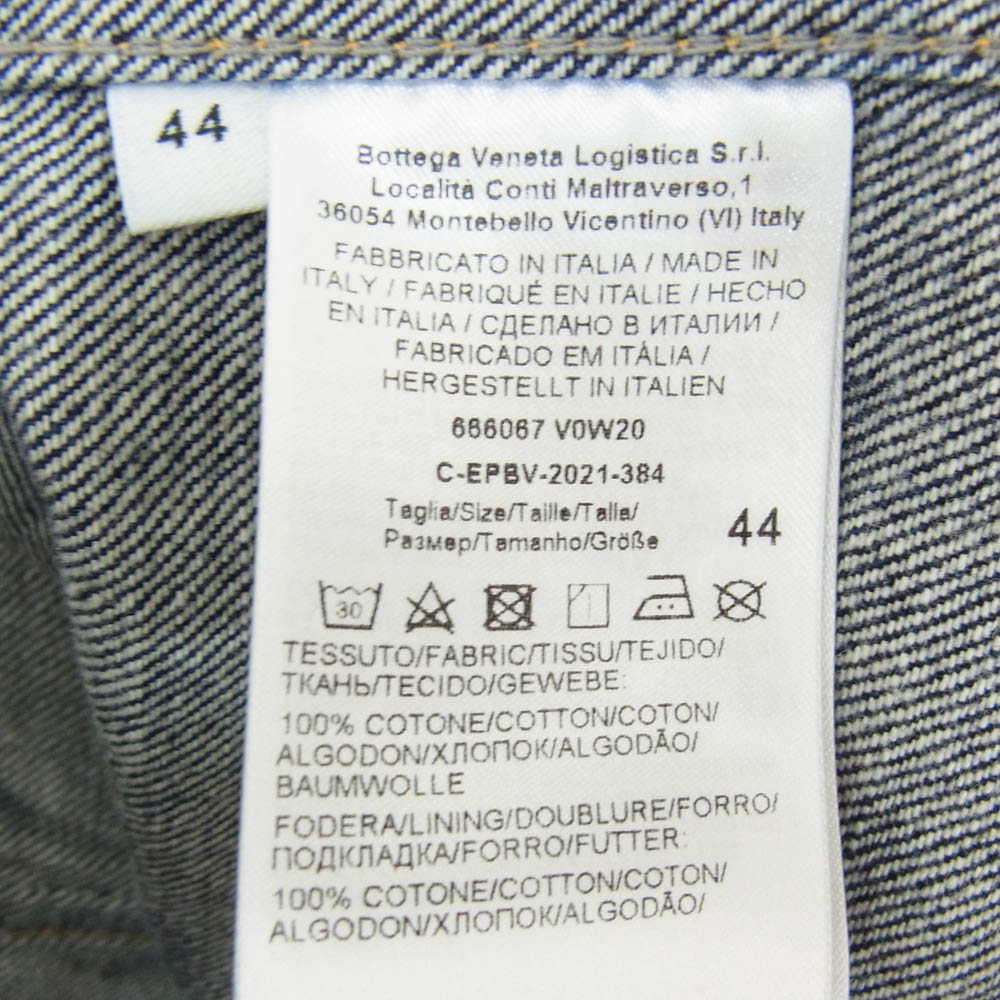 44
Bottega Veneta Logistica S.r.l.
Località Conti Maltraverso,1
36054 Montebello Vicentino (VI) Italy
FABBRICATO IN ITALIA / MADE IN
ITALY / FABRIQUÉ EN ITALIE / HECHO
EN ITALIA / СДЕЛАНО В ИТАЛИИ /
FABRICADO EM ITÁLIA /
HERGESTELLT IN ITALIEN
666067 V0W20
C-EPBV-2021-384
Taglia/Size/Taille/Talla/
Размер/Tamanho/Größe
44
30
TESSUTO/FABRIC/TISSU/TEJIDO/
ТКАНЬ/TECIDO/GEWEBE:
100% COTONE/COTTON/COTON/
ALGODON/ХЛОПОК/ALGODÃO/
BAUMWOLLE
FODERA/LINING/DOUBLURE/FORRO/
ПОДКЛАДКА/FORRO/FUTTER:
100% COTONE/COTTON/COTON/
ALGODON/ХЛОПОК/ALGODÃO/